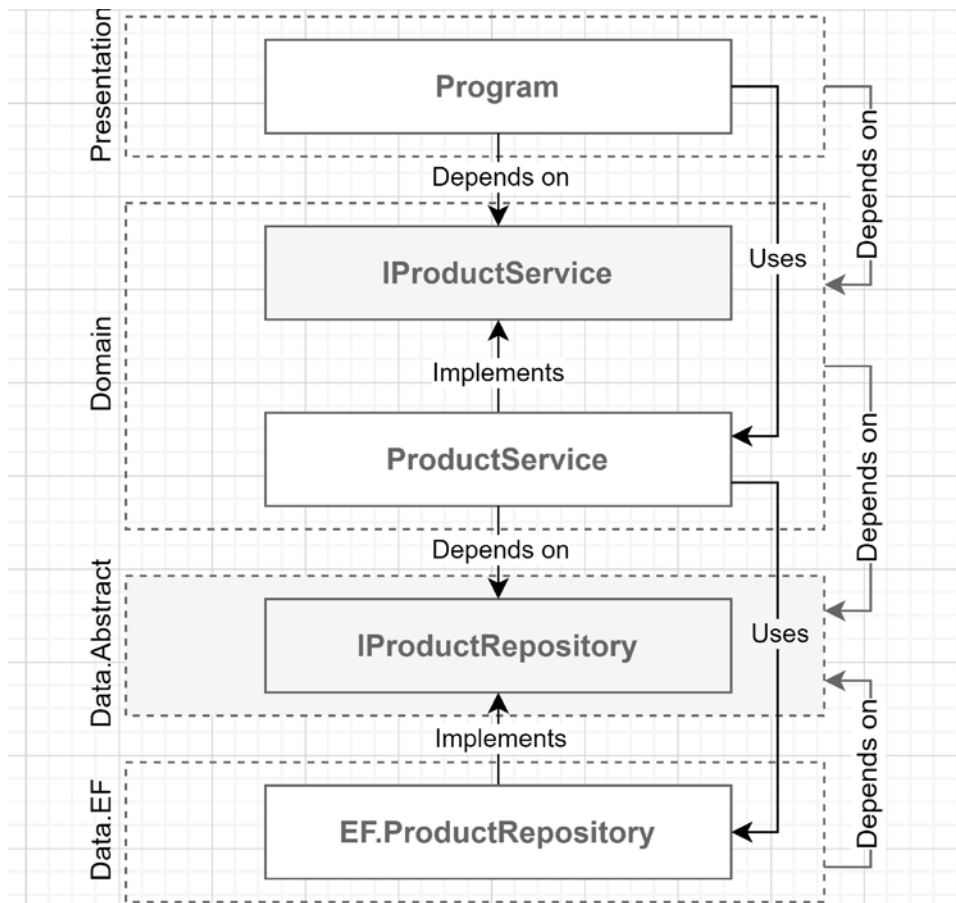 Presentation
Program
Depends on
Depends on
Domain
IProductService
Uses
Implements
ProductService
Depends on
Depends on
Data.Abstract
IProductRepository
Uses
Implements
Depends on
Data.EF
EF.ProductRepository